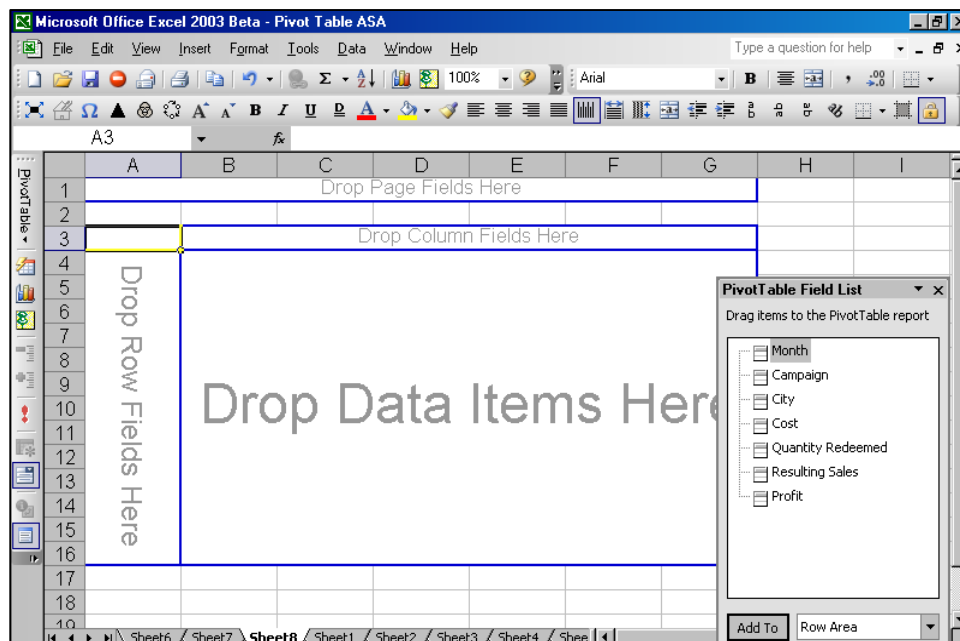 Microsoft Office Excel 2003 Beta - Pivot Table ASA
File Edit View Insert Format Tools Data Window Help Type a question for help
100% Arial B
B I U D A
A3 fx
A B C D E F G H I
1 Drop Page Fields Here
2
3 Drop Column Fields Here
PivotTable
4
5
6
7
8
9
10
11
12
13
14
15
16
17
18
19
Drop Row Fields Here
Drop Data Items Here
PivotTable Field List
Drag items to the PivotTable report
Month
Campaign
City
Cost
Quantity Redeemed
Resulting Sales
Profit
Add To Row Area
Sheet6 Sheet7 Sheet8 Sheet1 Sheet2 Sheet3 Sheet4 Shee